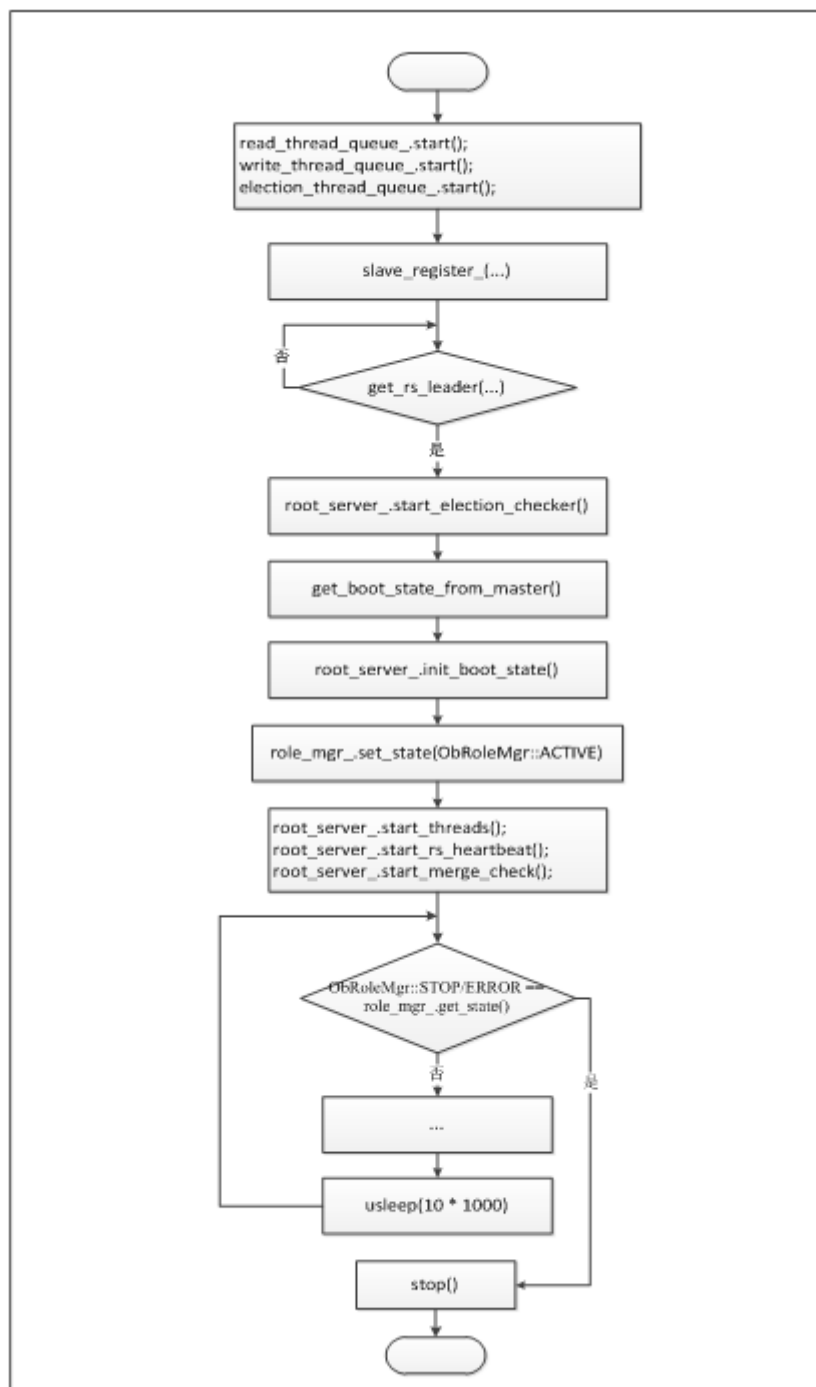 read_thread_queue_.start();
write_thread_queue_.start();
election_thread_queue_.start();
slave_register_(...)
否
get_rs_leader(...)
是
root_server_.start_election_checker()
get_boot_state_from_master()
root_server_.init_boot_state()
role_mgr_.set_state(ObRoleMgr::ACTIVE)
root_server_.start_threads();
root_server_.start_rs_heartbeat();
root_server_.start_merge_check();
ObRoleMgr::STOP/ERROR ==
role_mgr_.get_state()
否
是
...
usleep(10 * 1000)
stop()